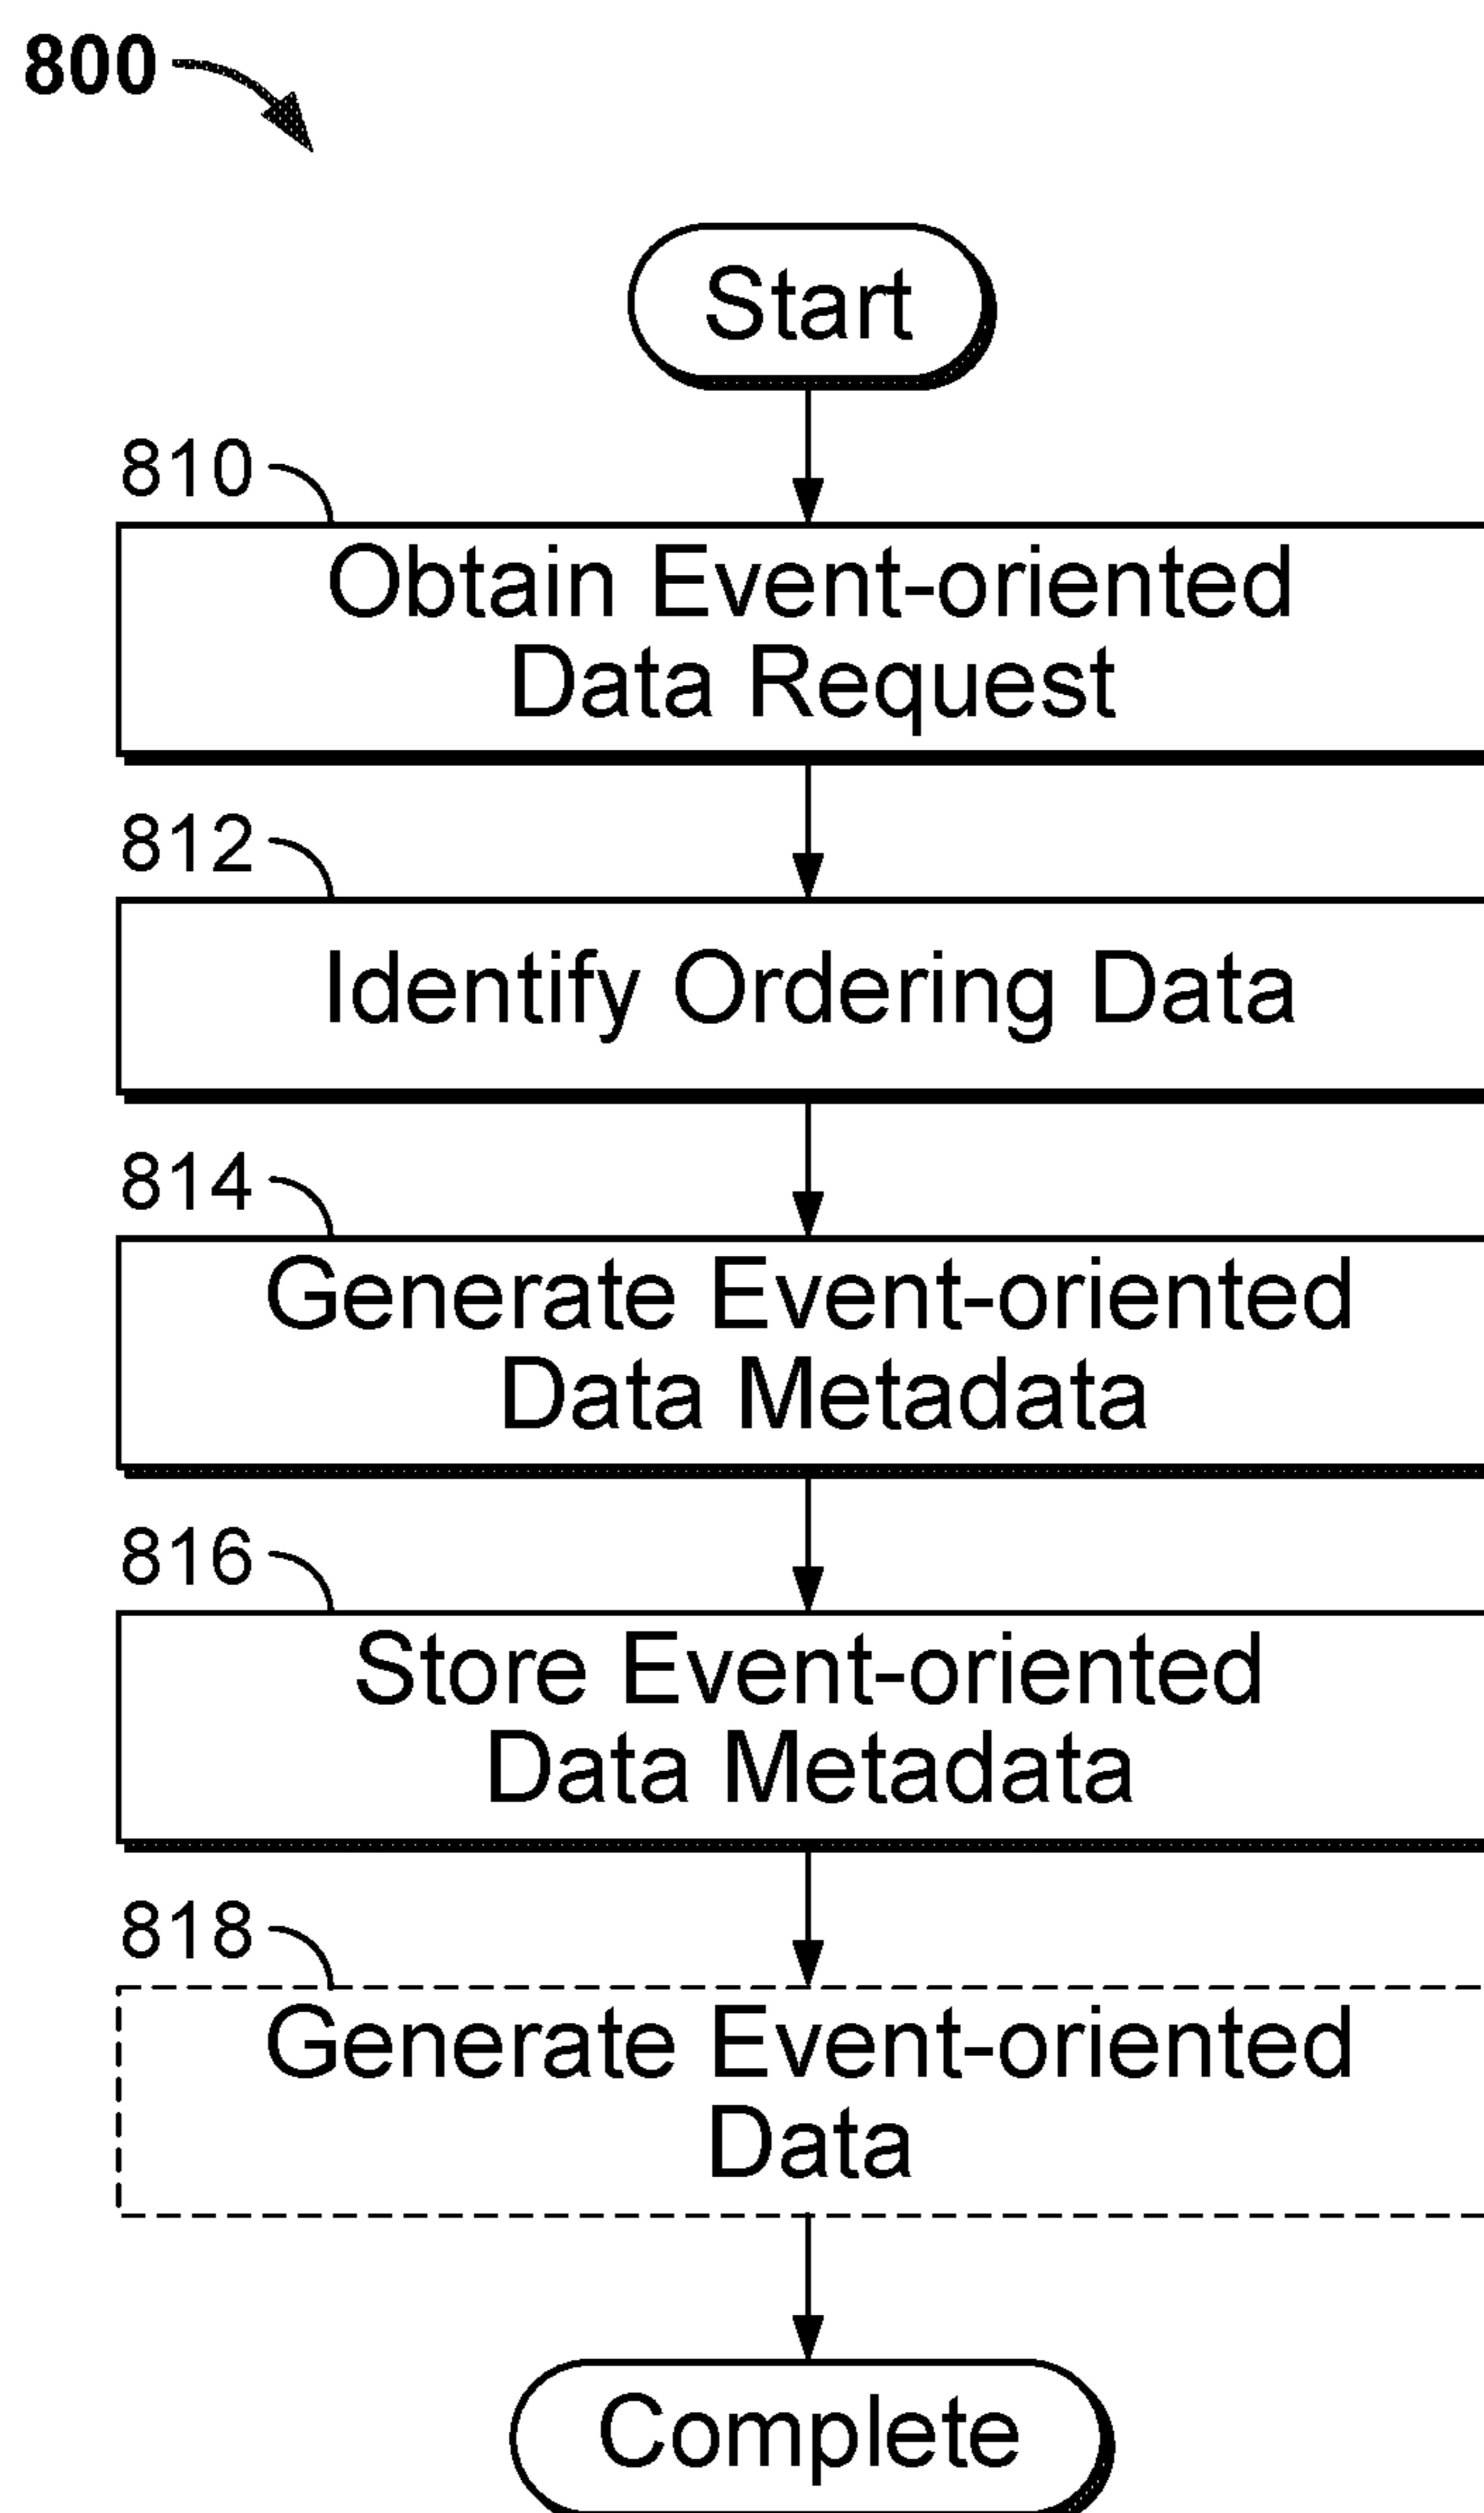 800
Start
810
Obtain Event-oriented
Data Request
812
Identify Ordering Data
814
Generate Event-oriented
Data Metadata
816
Store Event-oriented
Data Metadata
818
Generate Event-oriented
Data
Complete